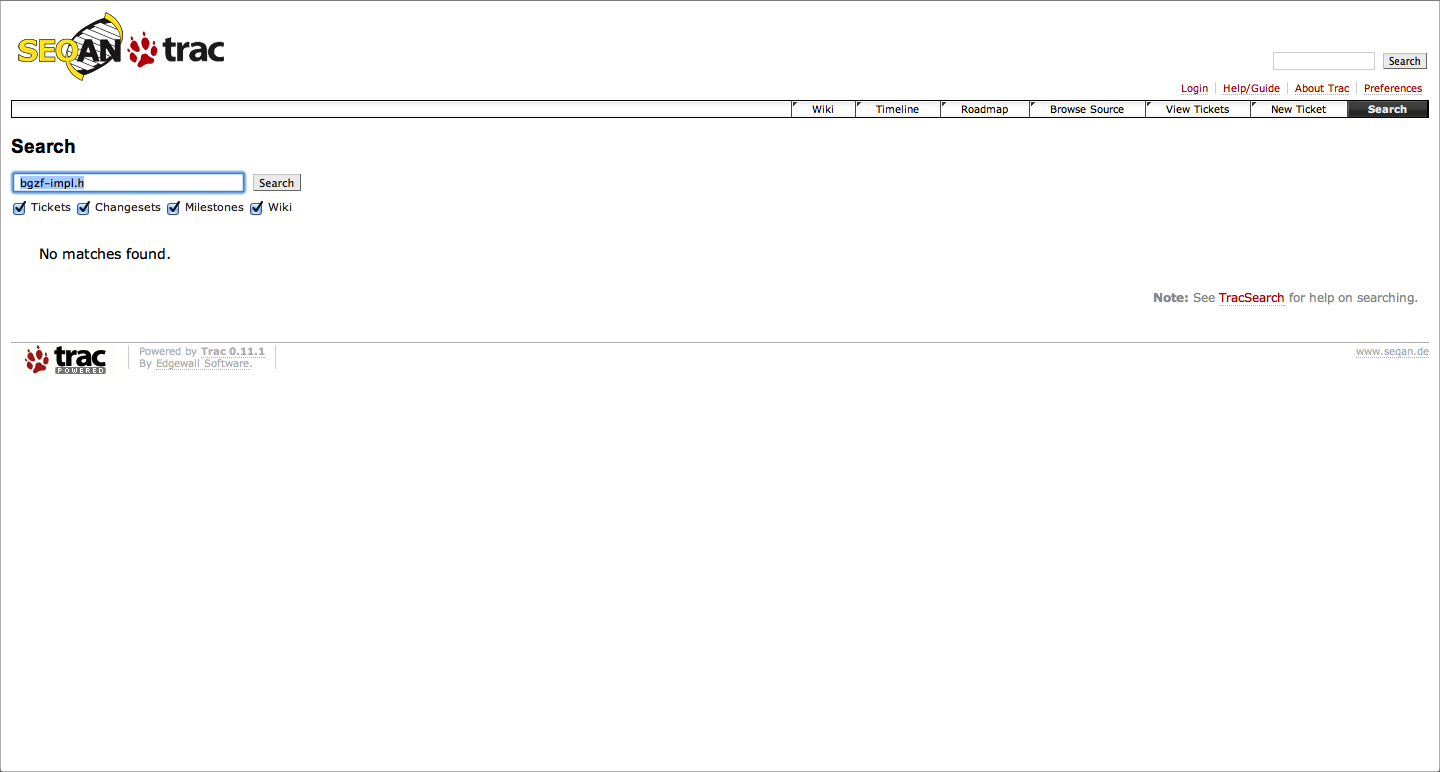 SEQAN trac
Search
Login Help/Guide About Trac Preferences
Wiki Timeline Roadmap Browse Source View Tickets New Ticket Search
Search
bgzf-impl.h Search
Tickets Changesets Milestones Wiki
No matches found.
Note: See TracSearch for help on searching.
trac POWERED
Powered by Trac 0.11.1
By Edgewall Software.
www.seqan.de